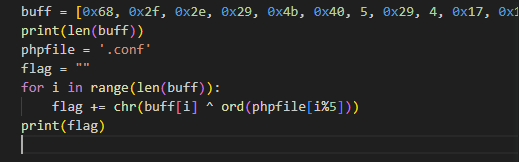 buff = [0x68, 0x2f, 0x2e, 0x29, 0x4b, 0x40, 5, 0x29, 4, 0x17, 0x1
print(len(buff))
phpfile = '.conf'
flag = ""
for i in range(len(buff)):
    flag += chr(buff[i] ^ ord(phpfile[i%5]))
print(flag)